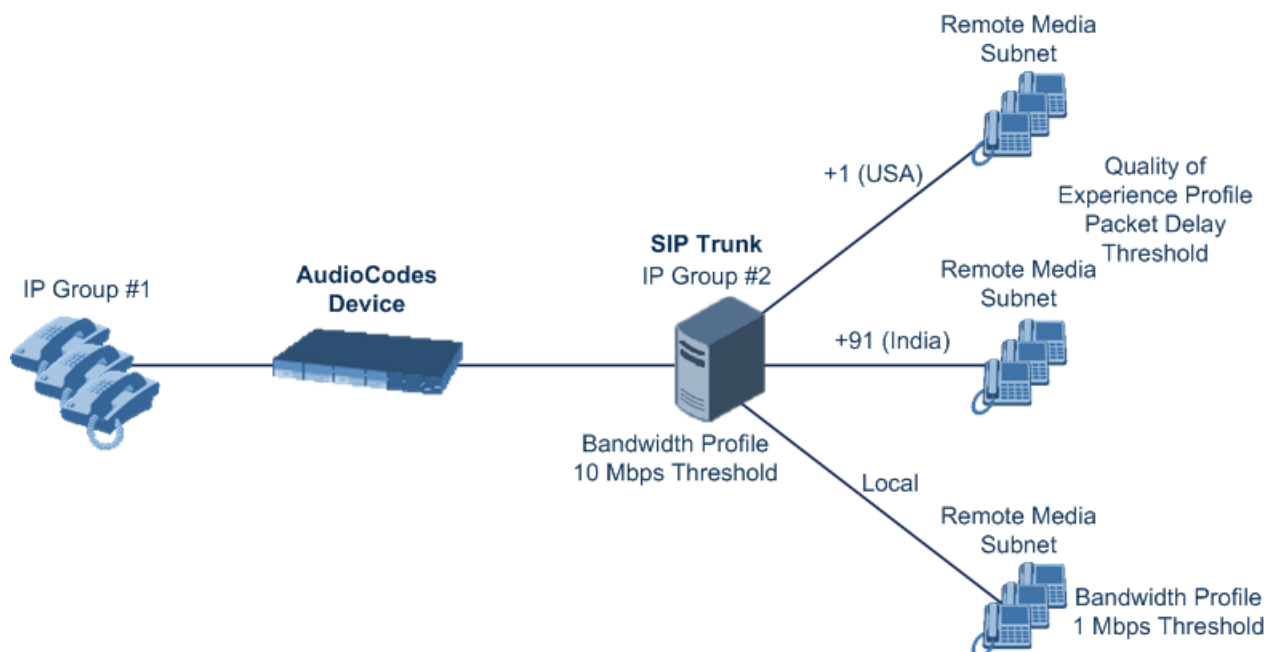 Remote Media
Subnet
+1 (USA)
Quality of
Experience Profile
Packet Delay
Threshold
SIP Trunk
IP Group #2
AudioCodes
Device
IP Group #1
Remote Media
Subnet
+91 (India)
Bandwidth Profile
10 Mbps Threshold
Local
Remote Media
Subnet
Bandwidth Profile
1 Mbps Threshold